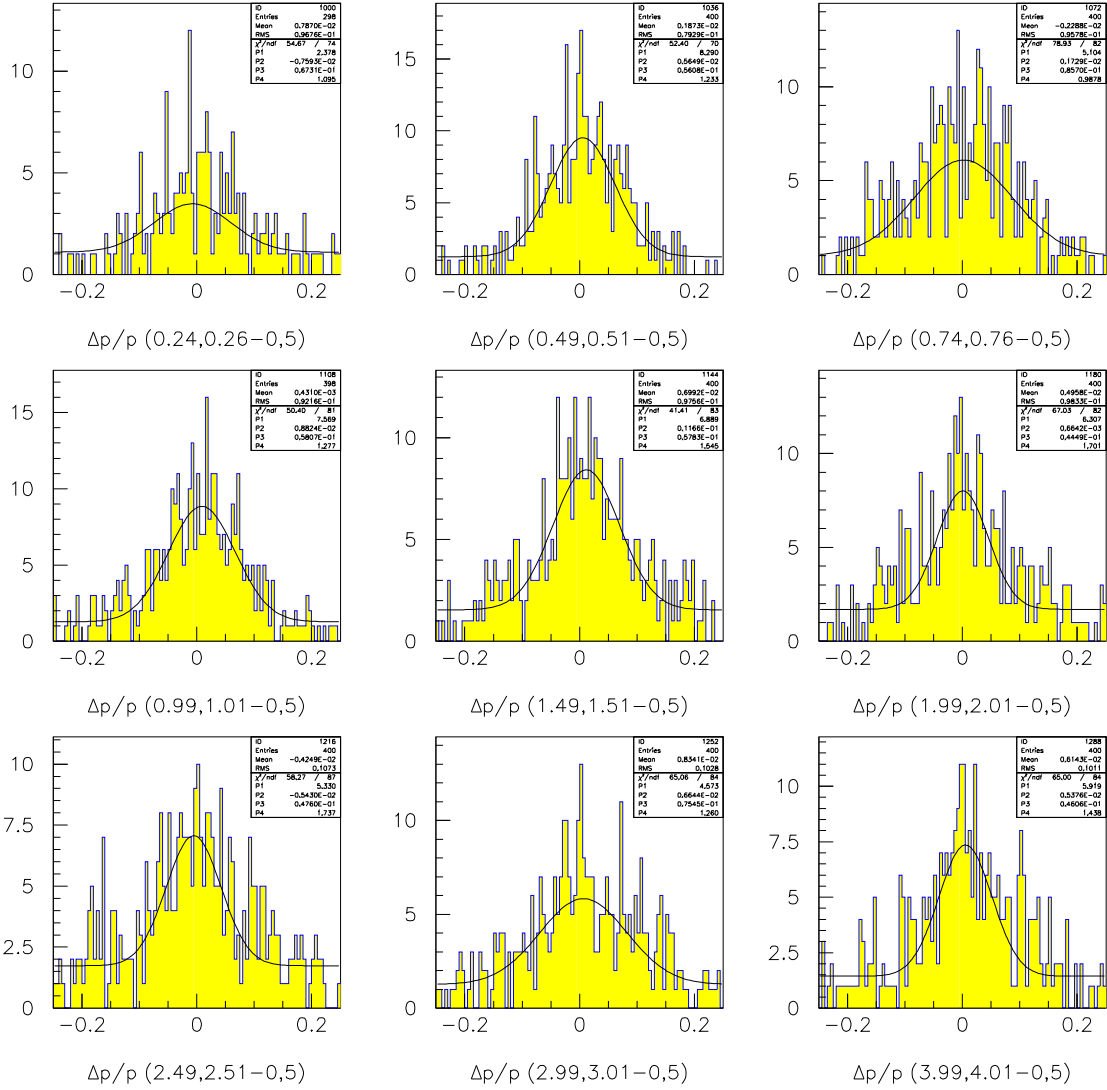 ID 1000
Entries 298
Mean 0.7870E-02
RMS 0.9676E-01
χ²/ndf 54.67 / 74
P1 2.378
P2 -0.7593E-02
P3 0.6731E-01
P4 1.095
10
5
0
−0.2 0 0.2
Δp/p (0.24,0.26−0,5)
ID 1036
Entries 400
Mean 0.1873E-02
RMS 0.7929E-01
χ²/ndf 52.40 / 70
P1 8.290
P2 0.5649E-02
P3 0.5608E-01
P4 1.233
15
10
5
0
−0.2 0 0.2
Δp/p (0.49,0.51−0,5)
ID 1072
Entries 400
Mean -0.2288E-02
RMS 0.9578E-01
χ²/ndf 78.93 / 82
P1 5.104
P2 0.1729E-02
P3 0.8570E-01
P4 0.9878
10
5
0
−0.2 0 0.2
Δp/p (0.74,0.76−0,5)
ID 1108
Entries 398
Mean 0.4310E-03
RMS 0.9216E-01
χ²/ndf 50.40 / 81
P1 7.569
P2 0.8824E-02
P3 0.5807E-01
P4 1.277
15
10
5
0
−0.2 0 0.2
Δp/p (0.99,1.01−0,5)
ID 1144
Entries 400
Mean 0.6992E-02
RMS 0.9756E-01
χ²/ndf 41.41 / 83
P1 6.889
P2 0.1166E-01
P3 0.5783E-01
P4 1.545
10
5
0
−0.2 0 0.2
Δp/p (1.49,1.51−0,5)
ID 1180
Entries 400
Mean 0.4958E-02
RMS 0.9833E-01
χ²/ndf 67.03 / 82
P1 6.307
P2 0.6642E-03
P3 0.4449E-01
P4 1.701
10
5
0
−0.2 0 0.2
Δp/p (1.99,2.01−0,5)
ID 1216
Entries 400
Mean -0.4249E-02
RMS 0.1073
χ²/ndf 58.27 / 87
P1 5.330
P2 -0.5430E-02
P3 0.4760E-01
P4 1.737
10
7.5
5
2.5
0
−0.2 0 0.2
Δp/p (2.49,2.51−0,5)
ID 1252
Entries 400
Mean 0.8341E-02
RMS 0.1028
χ²/ndf 65.06 / 84
P1 4.573
P2 0.6644E-02
P3 0.7545E-01
P4 1.260
10
5
0
−0.2 0 0.2
Δp/p (2.99,3.01−0,5)
ID 1288
Entries 400
Mean 0.6143E-02
RMS 0.1011
χ²/ndf 65.00 / 84
P1 5.919
P2 0.5376E-02
P3 0.4606E-01
P4 1.438
10
7.5
5
2.5
0
−0.2 0 0.2
Δp/p (3.99,4.01−0,5)